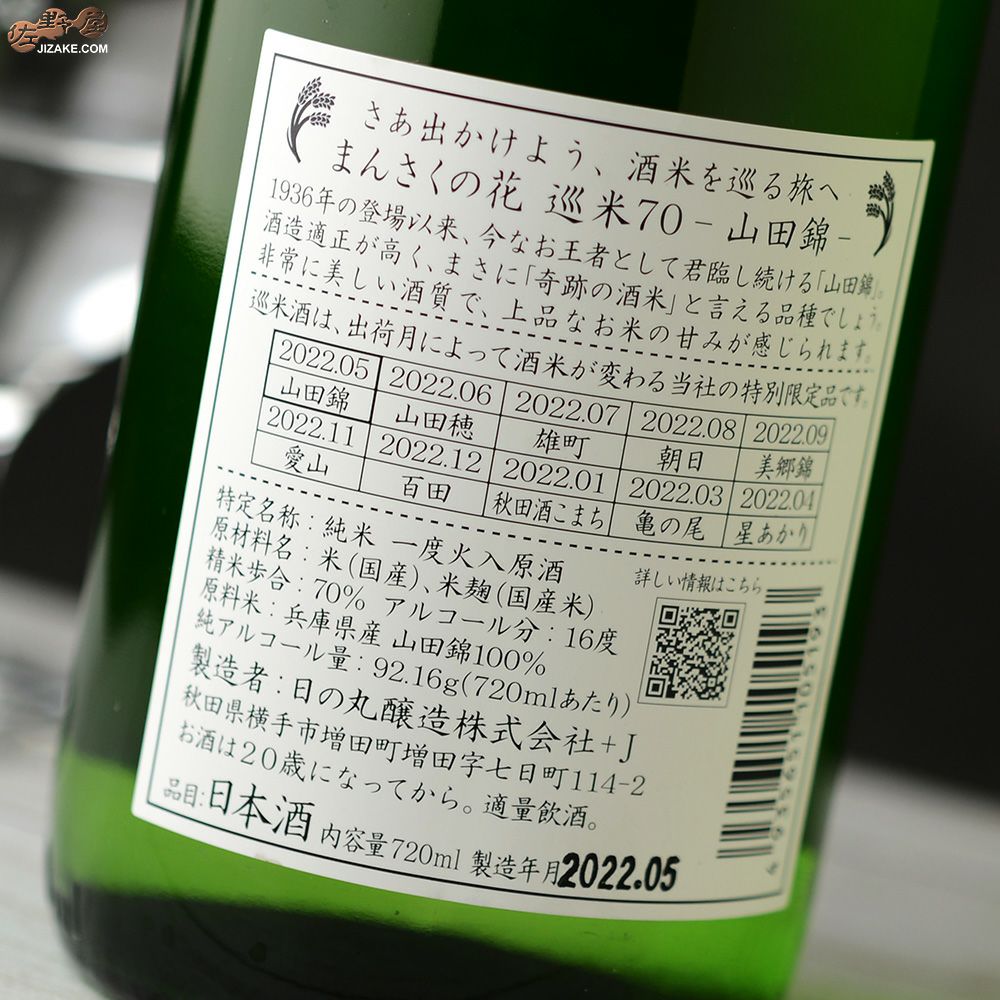 佐野屋
JIZAKE.COM
さあ出かけよう、酒米を巡る旅へ
まんさくの花 巡米70 - 山田錦 -
1936年の登場以来、今なお王者として君臨し続ける「山田錦」。
酒造適正が高く、まさに「奇跡の酒米」と言える品種でしょう。
非常に美しい酒質で、上品なお米の甘みが感じられます。
巡米酒は、出荷月によって酒米が変わる当社の特別限定品です。
2022.05 2022.06 2022.07 2022.08 2022.09
山田錦 山田穂 雄町 朝日 美郷錦
2022.11 2022.12 2022.01 2022.03 2022.04
愛山 百田 秋田酒こまち 亀の尾 星あかり
特定名称：純米 一度火入原酒
原材料名：米(国産)、米麹(国産米)
精米歩合：70% アルコール分：16度
原料米：兵庫県産 山田錦100%
純アルコール量：92.16g(720mlあたり)
詳しい情報はこちら
製造者：日の丸醸造株式会社+J
秋田県横手市増田町増田字七日町114-2
お酒は20歳になってから。適量飲酒。
品目：日本酒 内容量720ml 製造年月2022.05